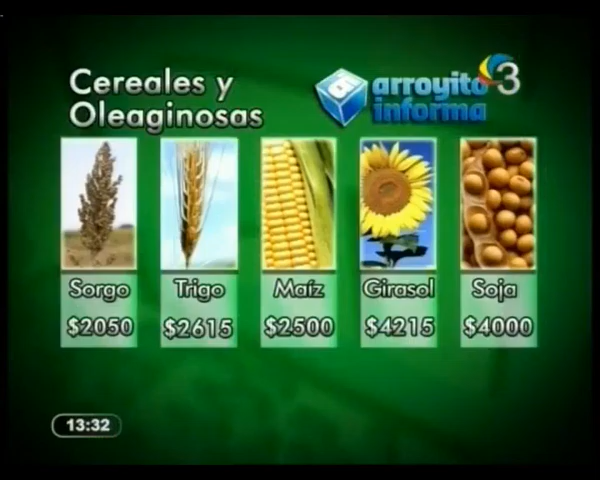 Cereales y
Oleaginosas
arroyito
informa
3
Sorgo
Trigo
Maíz
Girasol
Soja
$2050
$2615
$2500
$4215
$4000
13:32